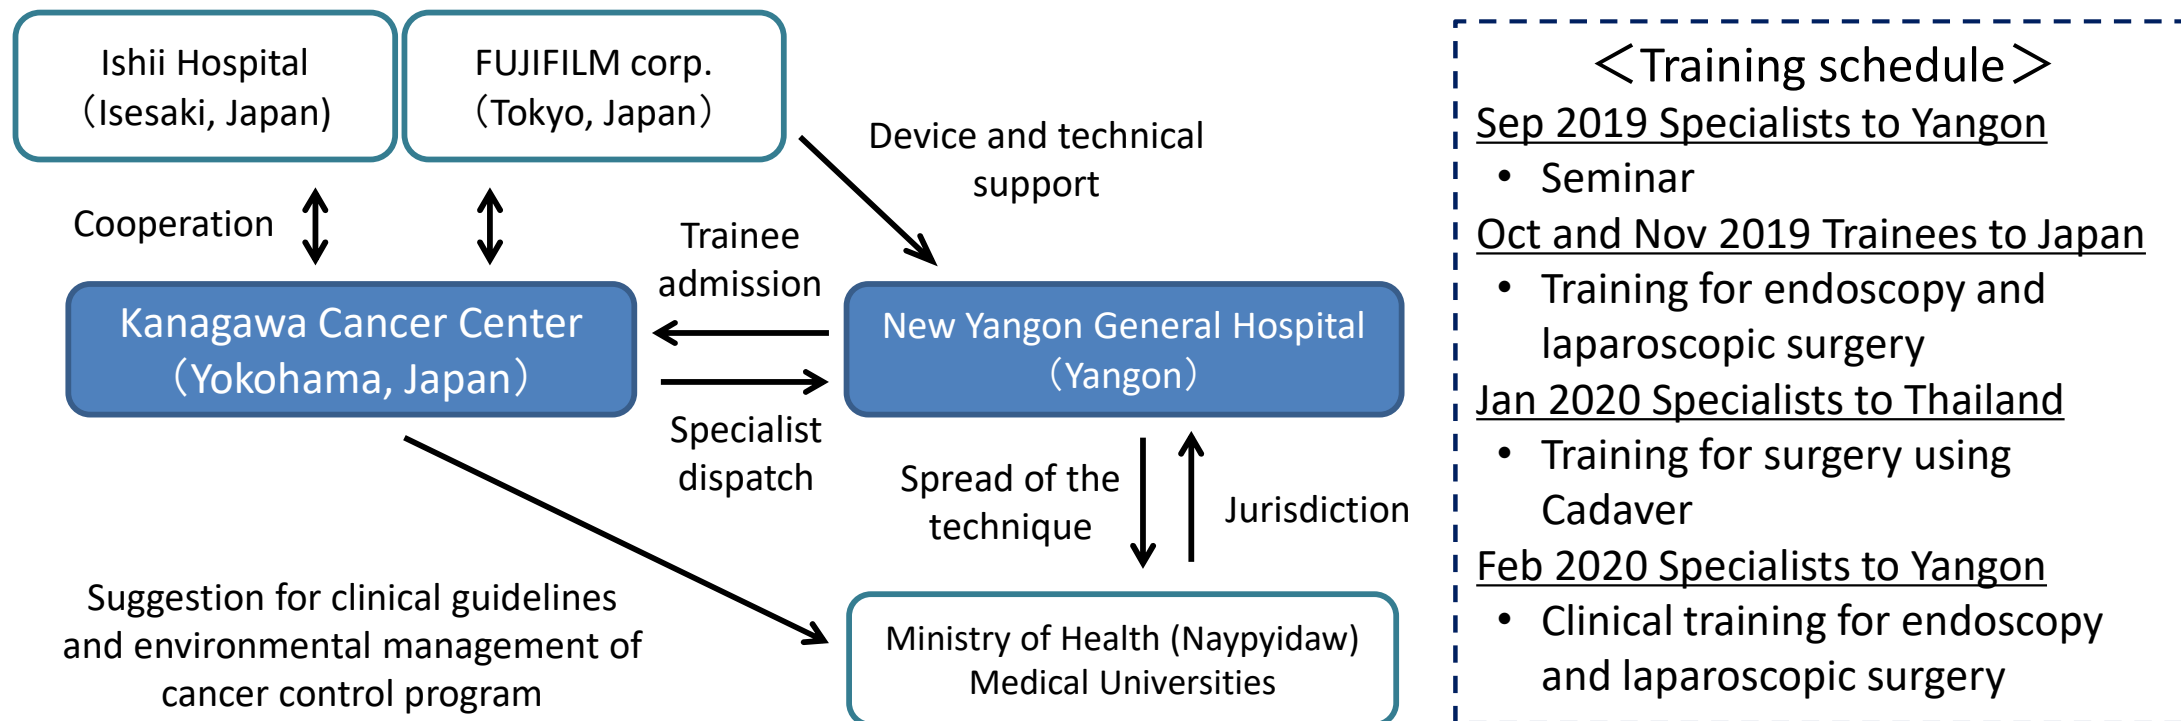 Ishii Hospital
（Isesaki, Japan)
FUJIFILM corp.
（Tokyo, Japan）
Device and technical
support
Cooperation
Trainee
admission
Kanagawa Cancer Center
（Yokohama, Japan）
New Yangon General Hospital
（Yangon）
Specialist
dispatch
Spread of the
technique
Jurisdiction
Suggestion for clinical guidelines
and environmental management of
cancer control program
Ministry of Health (Naypyidaw)
Medical Universities
＜Training schedule＞
Sep 2019 Specialists to Yangon
• Seminar
Oct and Nov 2019 Trainees to Japan
• Training for endoscopy and
laparoscopic surgery
Jan 2020 Specialists to Thailand
• Training for surgery using
Cadaver
Feb 2020 Specialists to Yangon
• Clinical training for endoscopy
and laparoscopic surgery